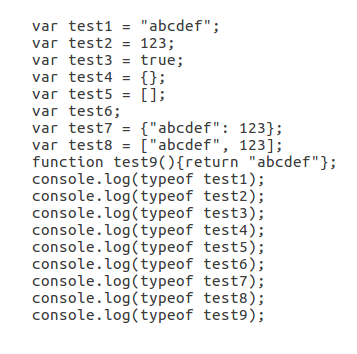 var test1 = "abcdef";
var test2 = 123;
var test3 = true;
var test4 = {};
var test5 = [];
var test6;
var test7 = {"abcdef": 123};
var test8 = ["abcdef", 123];
function test9(){return "abcdef"};
console.log(typeof test1);
console.log(typeof test2);
console.log(typeof test3);
console.log(typeof test4);
console.log(typeof test5);
console.log(typeof test6);
console.log(typeof test7);
console.log(typeof test8);
console.log(typeof test9);